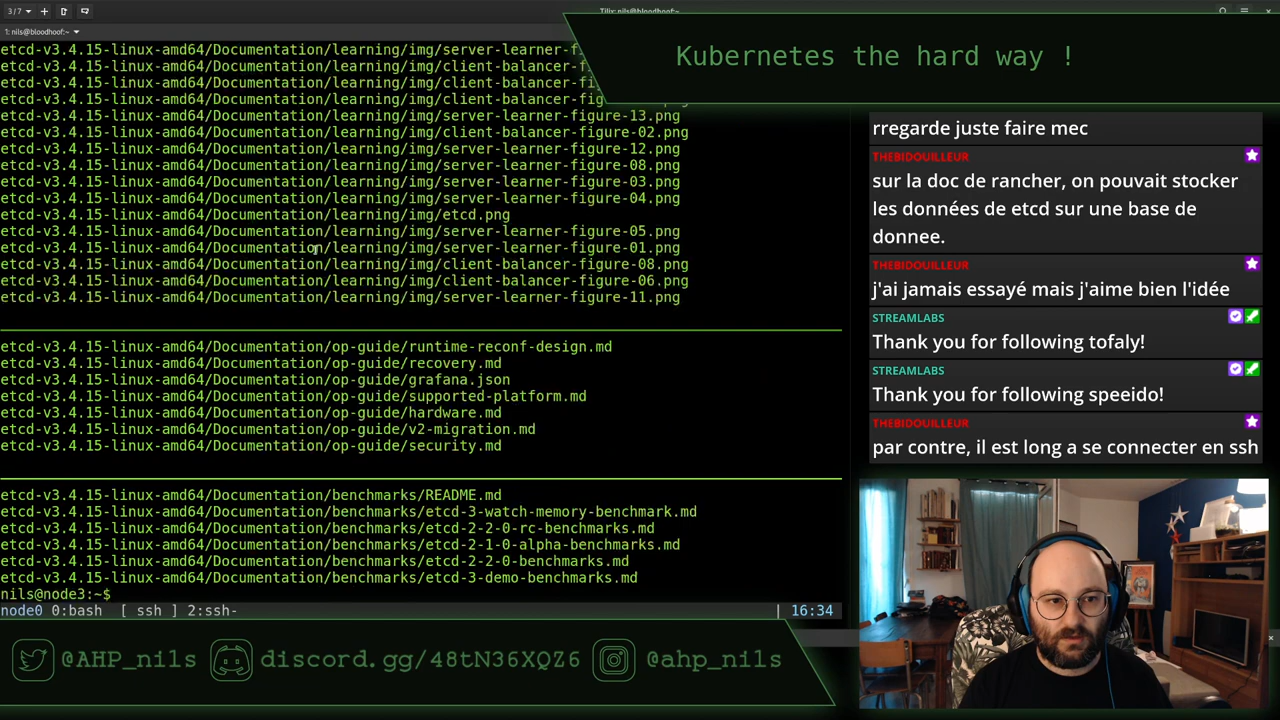 3 / 7
Tilix: nils@bloodhoof:~
1: nils@bloodhoof:~
Kubernetes the hard way !
etcd-v3.4.15-linux-amd64/Documentation/learning/img/server-learner-f
etcd-v3.4.15-linux-amd64/Documentation/learning/img/client-balancer-f
etcd-v3.4.15-linux-amd64/Documentation/learning/img/server-learner-f
etcd-v3.4.15-linux-amd64/Documentation/learning/img/client-balancer-fig
etcd-v3.4.15-linux-amd64/Documentation/learning/img/server-learner-figure-13.png
etcd-v3.4.15-linux-amd64/Documentation/learning/img/client-balancer-figure-02.png
etcd-v3.4.15-linux-amd64/Documentation/learning/img/server-learner-figure-12.png
etcd-v3.4.15-linux-amd64/Documentation/learning/img/server-learner-figure-08.png
etcd-v3.4.15-linux-amd64/Documentation/learning/img/server-learner-figure-03.png
etcd-v3.4.15-linux-amd64/Documentation/learning/img/server-learner-figure-04.png
etcd-v3.4.15-linux-amd64/Documentation/learning/img/etcd.png
etcd-v3.4.15-linux-amd64/Documentation/learning/img/server-learner-figure-05.png
etcd-v3.4.15-linux-amd64/Documentation/learning/img/server-learner-figure-01.png
etcd-v3.4.15-linux-amd64/Documentation/learning/img/client-balancer-figure-08.png
etcd-v3.4.15-linux-amd64/Documentation/learning/img/client-balancer-figure-06.png
etcd-v3.4.15-linux-amd64/Documentation/learning/img/server-learner-figure-11.png
etcd-v3.4.15-linux-amd64/Documentation/op-guide/runtime-reconf-design.md
etcd-v3.4.15-linux-amd64/Documentation/op-guide/recovery.md
etcd-v3.4.15-linux-amd64/Documentation/op-guide/grafana.json
etcd-v3.4.15-linux-amd64/Documentation/op-guide/supported-platform.md
etcd-v3.4.15-linux-amd64/Documentation/op-guide/hardware.md
etcd-v3.4.15-linux-amd64/Documentation/op-guide/v2-migration.md
etcd-v3.4.15-linux-amd64/Documentation/op-guide/security.md
etcd-v3.4.15-linux-amd64/Documentation/benchmarks/README.md
etcd-v3.4.15-linux-amd64/Documentation/benchmarks/etcd-3-watch-memory-benchmark.md
etcd-v3.4.15-linux-amd64/Documentation/benchmarks/etcd-2-2-0-rc-benchmarks.md
etcd-v3.4.15-linux-amd64/Documentation/benchmarks/etcd-2-1-0-alpha-benchmarks.md
etcd-v3.4.15-linux-amd64/Documentation/benchmarks/etcd-2-2-0-benchmarks.md
etcd-v3.4.15-linux-amd64/Documentation/benchmarks/etcd-3-demo-benchmarks.md
nils@node3:~$
node0 0:bash [ ssh ] 2:ssh- | 16:34
rregarde juste faire mec
THEBIDOUILLEUR
sur la doc de rancher, on pouvait stocker
les données de etcd sur une base de
donnee.
THEBIDOUILLEUR
j'ai jamais essayé mais j'aime bien l'idée
STREAMLABS
Thank you for following tofaly!
STREAMLABS
Thank you for following speeido!
THEBIDOUILLEUR
par contre, il est long a se connecter en ssh
@AHP_nils discord.gg/48tN36XQZ6 @ahp_nils